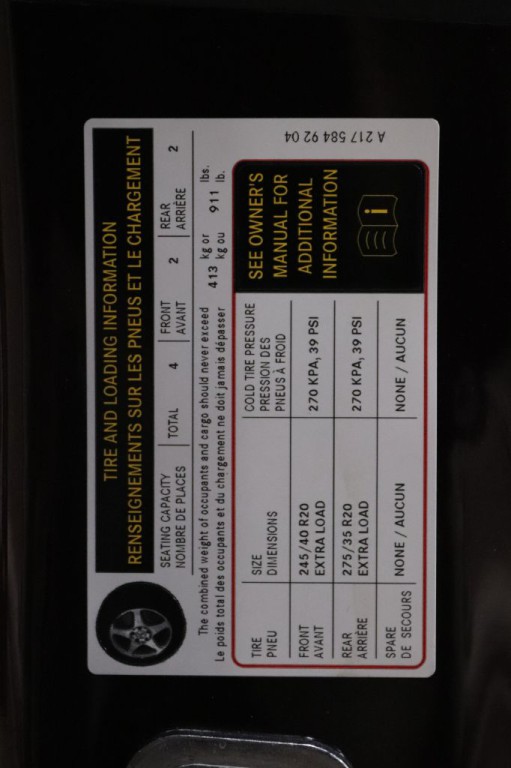 TIRE AND LOADING INFORMATION
RENSEIGNEMENTS SUR LES PNEUS ET LE CHARGEMENT
SEATING CAPACITY
NOMBRE DE PLACES
TOTAL 4
FRONT
AVANT
2
REAR
ARRIÈRE
2
The combined weight of occupants and cargo should never exceed
Le poids total des occupants et du chargement ne doit jamais dépasser
413
kg or
kg ou
911
lbs.
lb.
TIRE
PNEU
SIZE
DIMENSIONS
COLD TIRE PRESSURE
PRESSION DES
PNEUS À FROID
FRONT
AVANT
245/40 R20
EXTRA LOAD
270 KPA, 39 PSI
REAR
ARRIÈRE
275/35 R20
EXTRA LOAD
270 KPA, 39 PSI
SPARE
DE SECOURS
NONE / AUCUN
NONE / AUCUN
SEE OWNER'S
MANUAL FOR
ADDITIONAL
INFORMATION
i
A 217 584 92 04